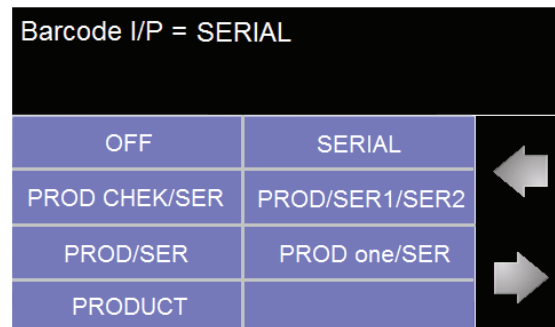 Barcode I/P = SERIAL
OFF
SERIAL
PROD CHEK/SER
PROD/SER1/SER2
PROD/SER
PROD one/SER
PRODUCT